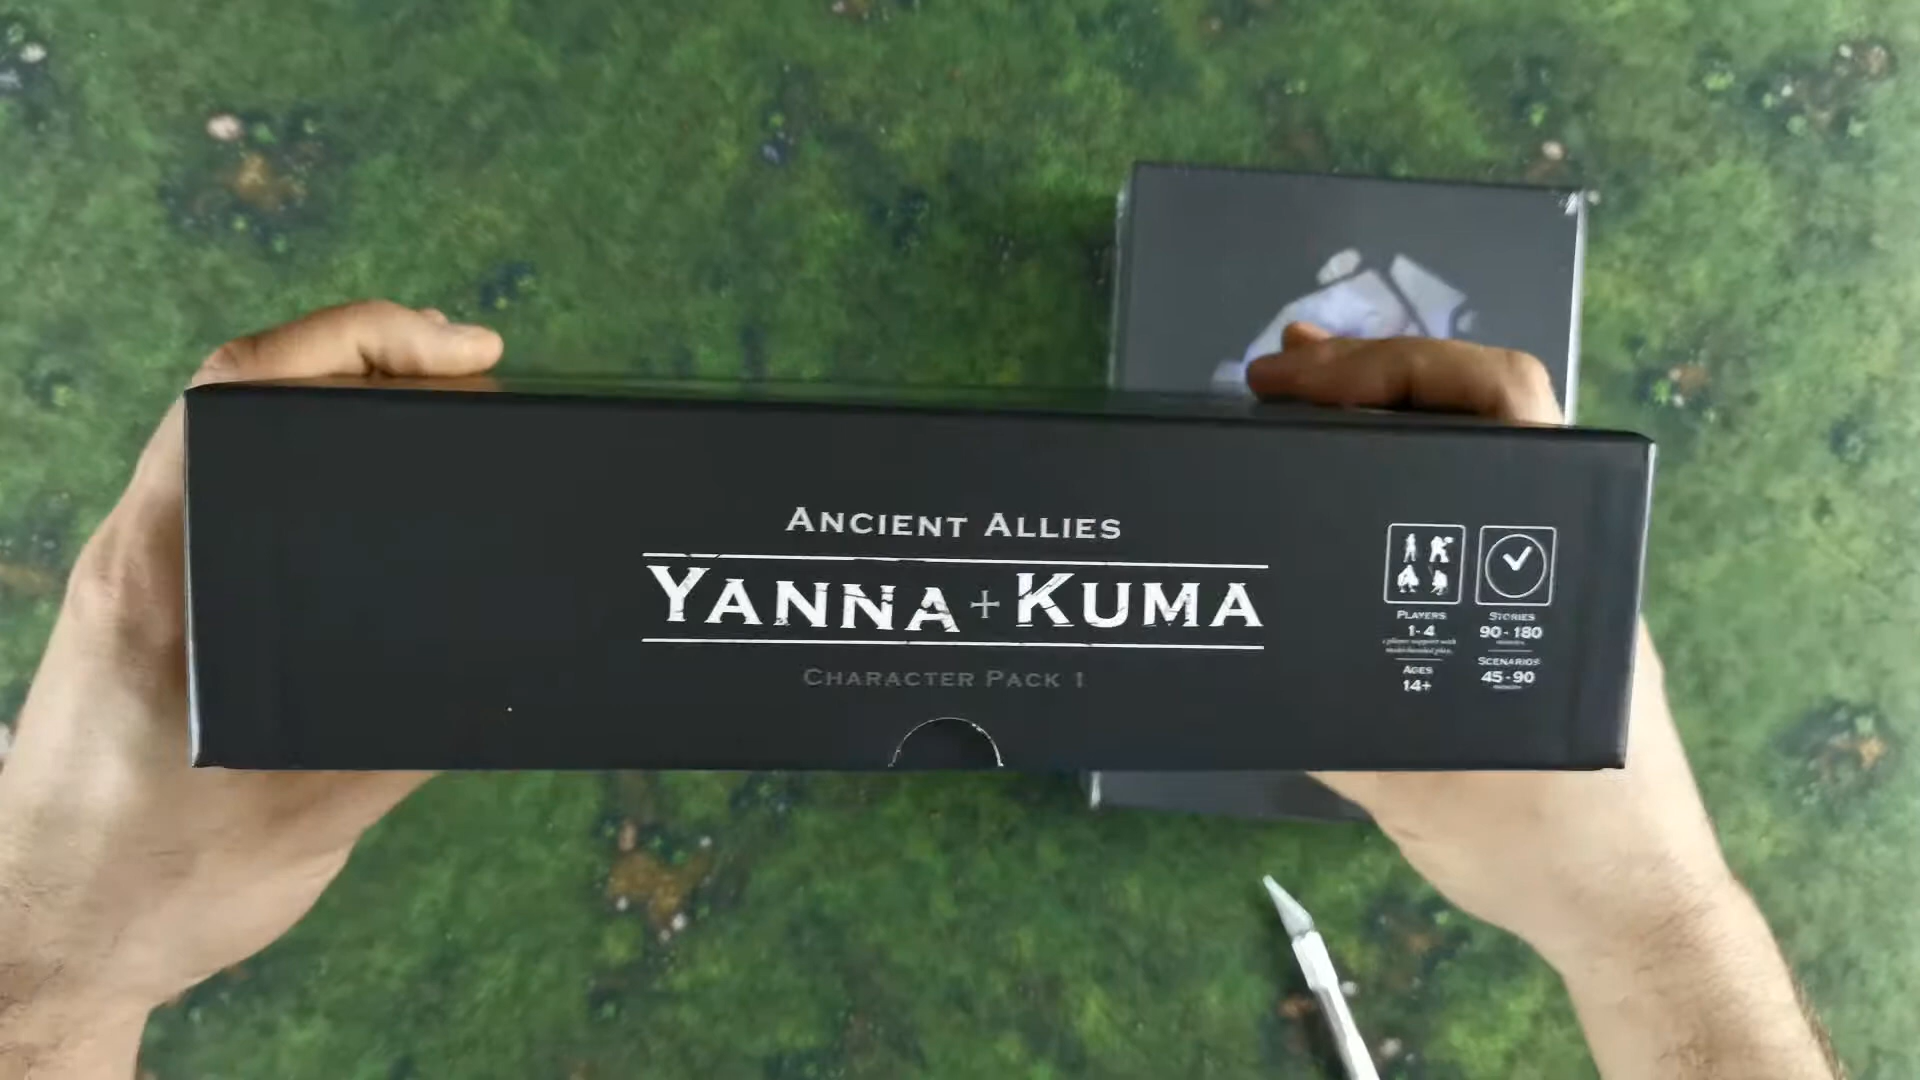 ANCIENT ALLIES
YANNA + KUMA
CHARACTER PACK 1
PLAYERS
1-4
AGES
14+
STORIES
90-180
SCENARIOS
45-90